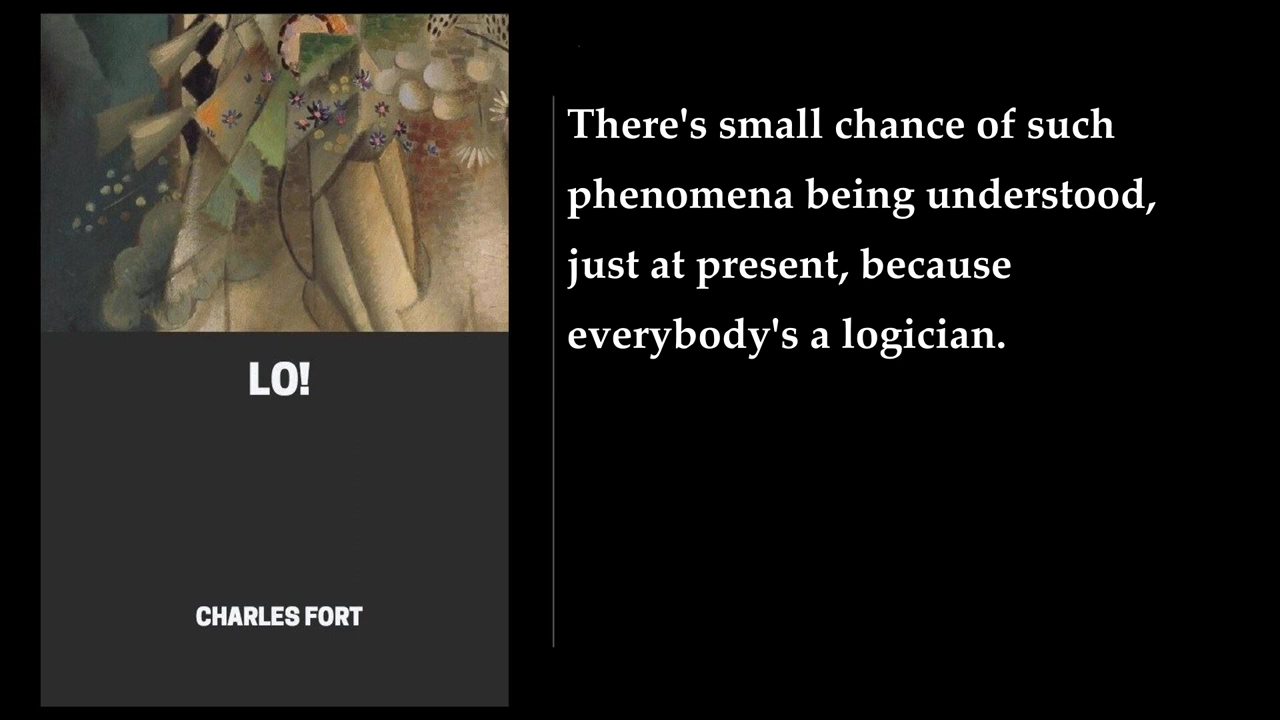 LO!
CHARLES FORT
There's small chance of such
phenomena being understood,
just at present, because
everybody's a logician.